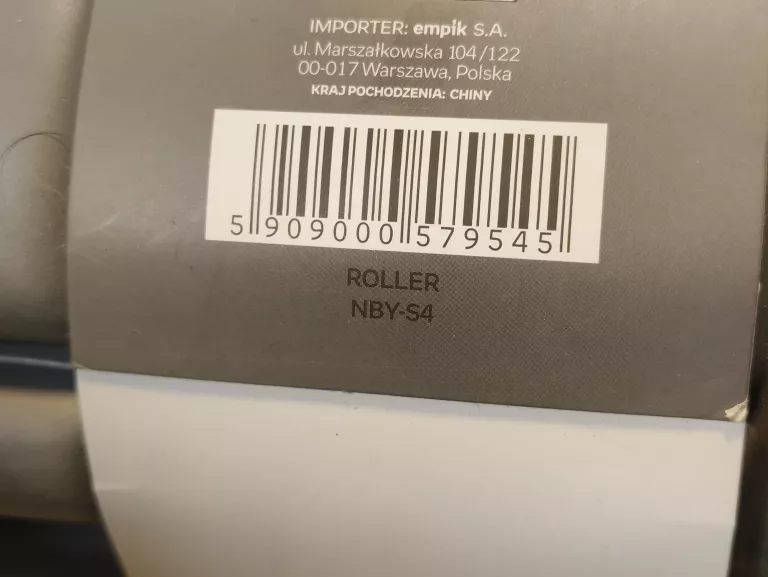 IMPORTER: empik S.A.
ul. Marszałkowska 104/122
00-017 Warszawa, Polska
KRAJ POCHODZENIA: CHINY
5 909000 579545
ROLLER
NBY-S4